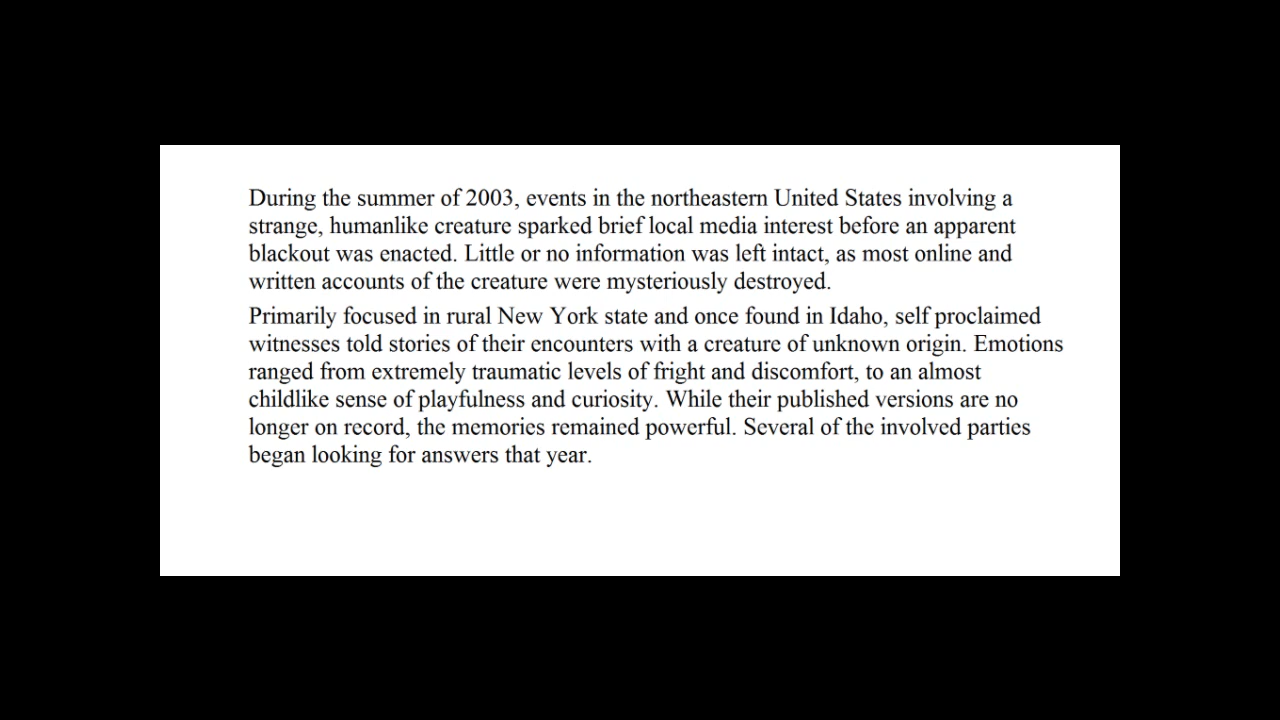 During the summer of 2003, events in the northeastern United States involving a
strange, humanlike creature sparked brief local media interest before an apparent
blackout was enacted. Little or no information was left intact, as most online and
written accounts of the creature were mysteriously destroyed.
Primarily focused in rural New York state and once found in Idaho, self proclaimed
witnesses told stories of their encounters with a creature of unknown origin. Emotions
ranged from extremely traumatic levels of fright and discomfort, to an almost
childlike sense of playfulness and curiosity. While their published versions are no
longer on record, the memories remained powerful. Several of the involved parties
began looking for answers that year.